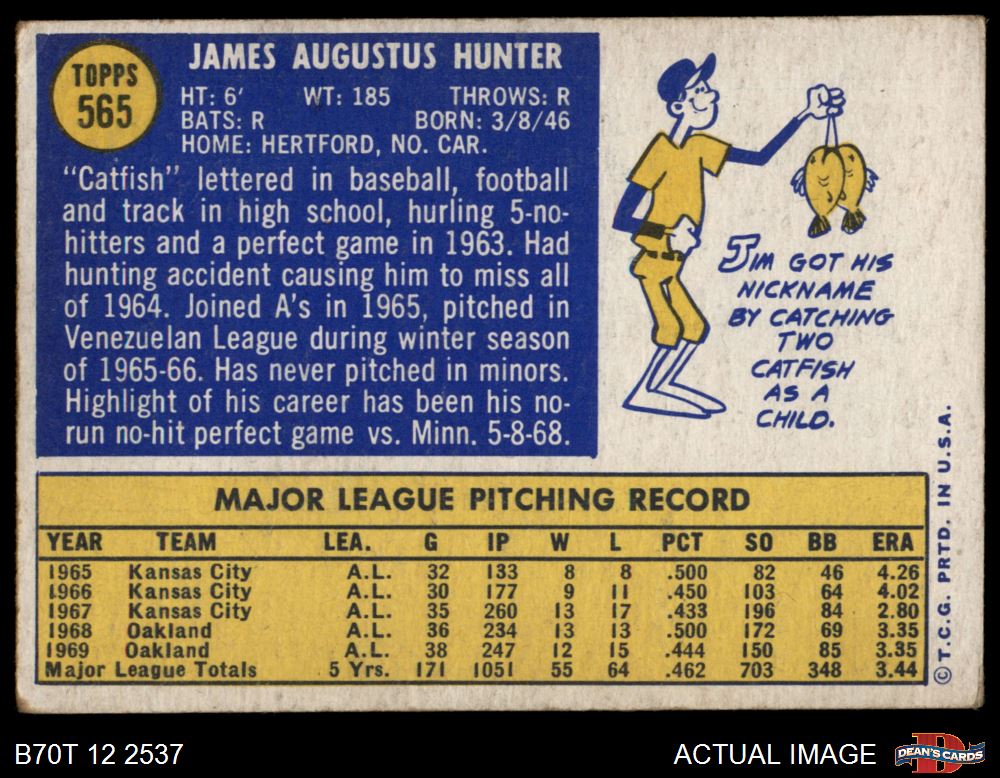 TOPPS
565
JAMES AUGUSTUS HUNTER
HT: 6' WT: 185 THROWS: R
BATS: R BORN: 3/8/46
HOME: HERTFORD, NO. CAR.
"Catfish" lettered in baseball, football
and track in high school, hurling 5-no-
hitters and a perfect game in 1963. Had
hunting accident causing him to miss all
of 1964. Joined A's in 1965, pitched in
Venezuelan League during winter season
of 1965-66. Has never pitched in minors.
Highlight of his career has been his no-
run no-hit perfect game vs. Minn. 5-8-68.
JIM GOT HIS
NICKNAME
BY CATCHING
TWO
CATFISH
AS A
CHILD.
MAJOR LEAGUE PITCHING RECORD
YEAR TEAM LEA. G IP W L PCT SO BB ERA
1965 Kansas City A.L. 32 133 8 8 .500 82 46 4.26
1966 Kansas City A.L. 30 177 9 11 .450 103 64 4.02
1967 Kansas City A.L. 35 260 13 17 .433 196 84 2.80
1968 Oakland A.L. 36 234 13 13 .500 172 69 3.35
1969 Oakland A.L. 38 247 12 15 .444 150 85 3.35
Major League Totals 5 Yrs. 171 1051 55 64 .462 703 348 3.44
© T.C.G. PRTD. IN U.S.A.
B70T 12 2537
ACTUAL IMAGE
DEAN'S CARDS